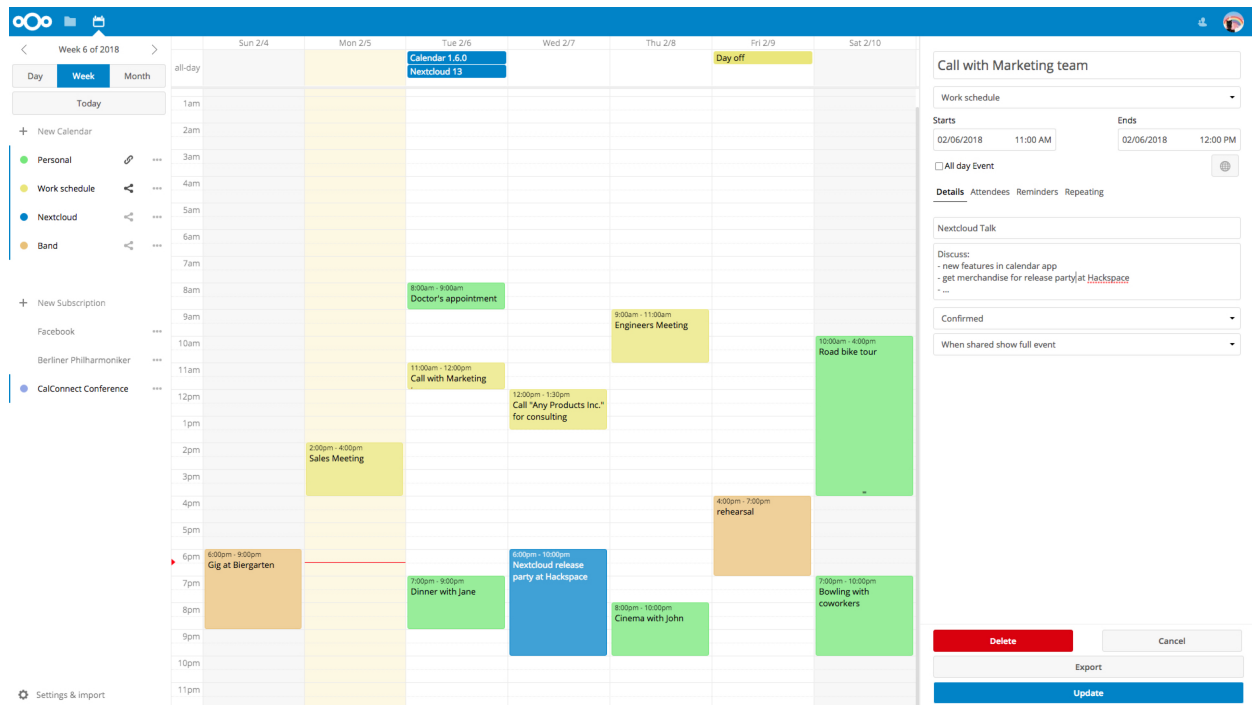 Week 6 of 2018
Day Week Month
Today
+ New Calendar
Personal
Work schedule
Nextcloud
Band
+ New Subscription
Facebook
Berliner Philharmoniker
CalConnect Conference
Settings & import
Sun 2/4 Mon 2/5 Tue 2/6 Wed 2/7 Thu 2/8 Fri 2/9 Sat 2/10
all-day
Calendar 1.6.0
Nextcloud 13
Day off
1am
2am
3am
4am
5am
6am
7am
8am
9am
10am
11am
12pm
1pm
2pm
3pm
4pm
5pm
6pm
7pm
8pm
9pm
10pm
11pm
6:00pm - 9:00pm
Gig at Biergarten
2:00pm - 4:00pm
Sales Meeting
8:00am - 9:00am
Doctor's appointment
11:00am - 12:00pm
Call with Marketing
7:00pm - 9:00pm
Dinner with Jane
12:00pm - 1:30pm
Call "Any Products Inc."
for consulting
6:00pm - 10:00pm
Nextcloud release
party at Hackspace
9:00am - 11:00am
Engineers Meeting
8:00pm - 10:00pm
Cinema with John
4:00pm - 7:00pm
rehearsal
10:00am - 4:00pm
Road bike tour
7:00pm - 10:00pm
Bowling with
coworkers
Call with Marketing team
Work schedule
Starts Ends
02/06/2018 11:00 AM 02/06/2018 12:00 PM
All day Event
Details Attendees Reminders Repeating
Nextcloud Talk
Discuss:
- new features in calendar app
- get merchandise for release party at Hackspace
- ...
Confirmed
When shared show full event
Delete Cancel
Export
Update